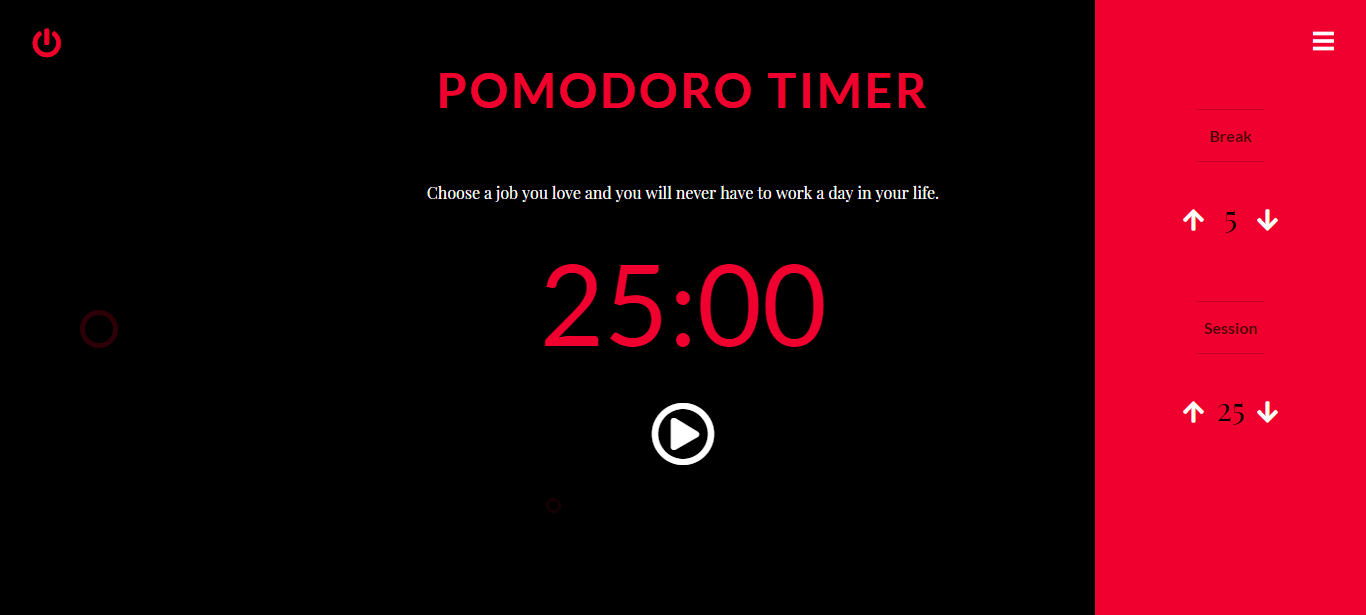 POMODORO TIMER
Choose a job you love and you will never have to work a day in your life.
25:00
Break
5
Session
25